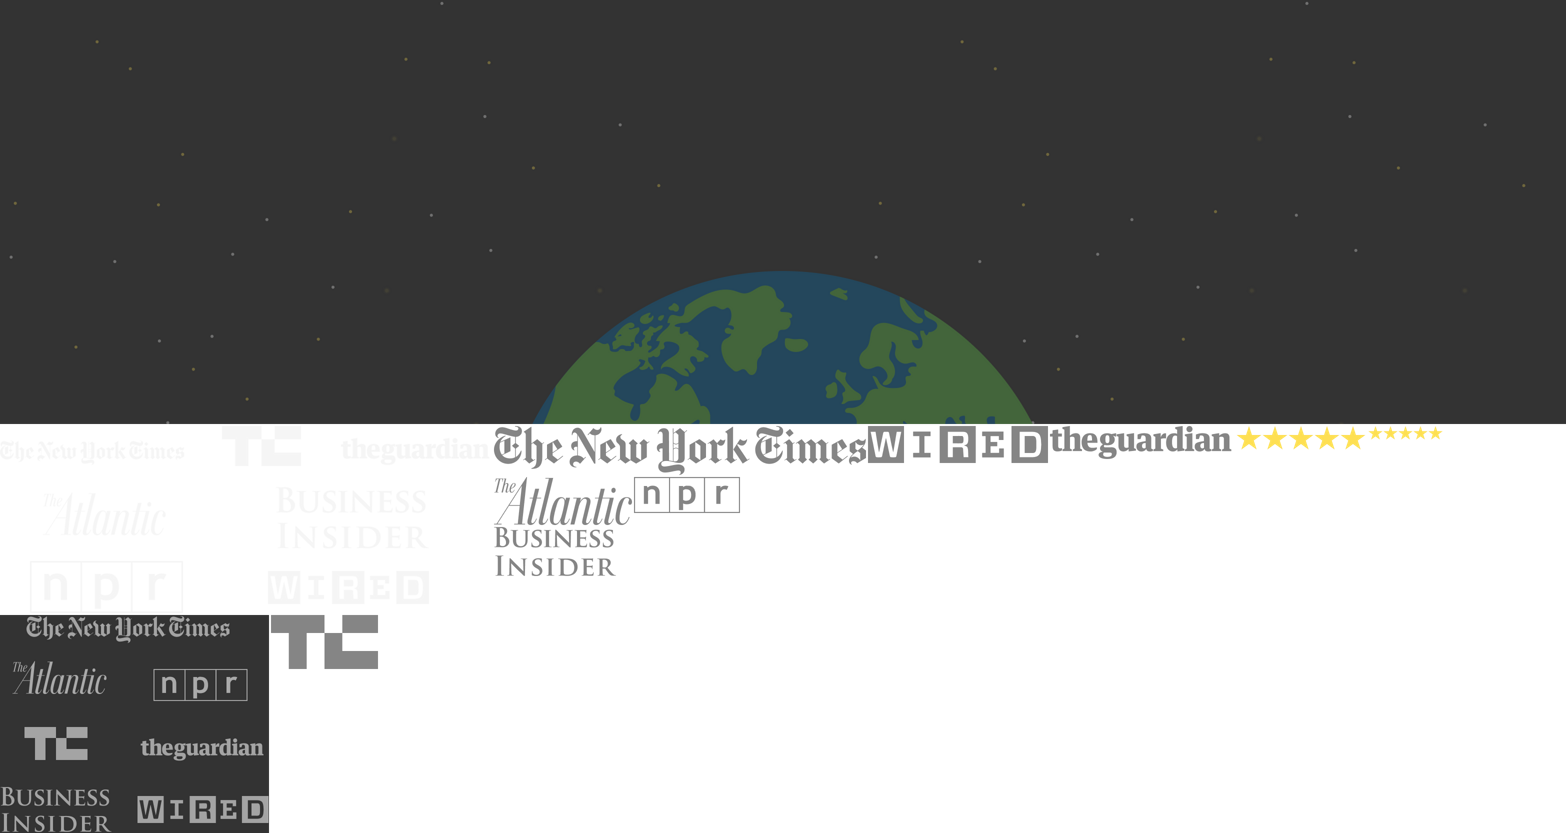 The New York Times
TC
theguardian
The Atlantic
BUSINESS
INSIDER
npr
WIRED
The New York Times
WIRED
theguardian
The Atlantic
npr
BUSINESS
INSIDER
The New York Times
The Atlantic
npr
TC
theguardian
BUSINESS
INSIDER
WIRED
TC